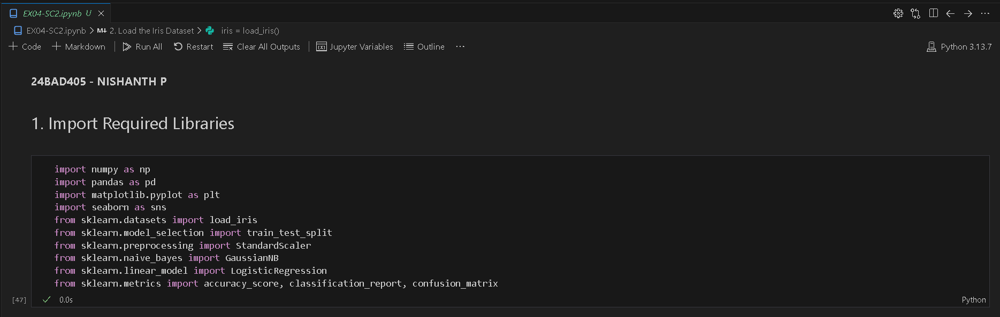 EX04-SC2.ipynb U
EX04-SC2.ipynb > M↓ 2. Load the Iris Dataset > iris = load_iris()
+ Code + Markdown | Run All Restart Clear All Outputs | Jupyter Variables Outline ··· Python 3.13.7
24BAD405 - NISHANTH P
1. Import Required Libraries
import numpy as np
import pandas as pd
import matplotlib.pyplot as plt
import seaborn as sns
from sklearn.datasets import load_iris
from sklearn.model_selection import train_test_split
from sklearn.preprocessing import StandardScaler
from sklearn.naive_bayes import GaussianNB
from sklearn.linear_model import LogisticRegression
from sklearn.metrics import accuracy_score, classification_report, confusion_matrix
[47] ✓ 0.0s Python